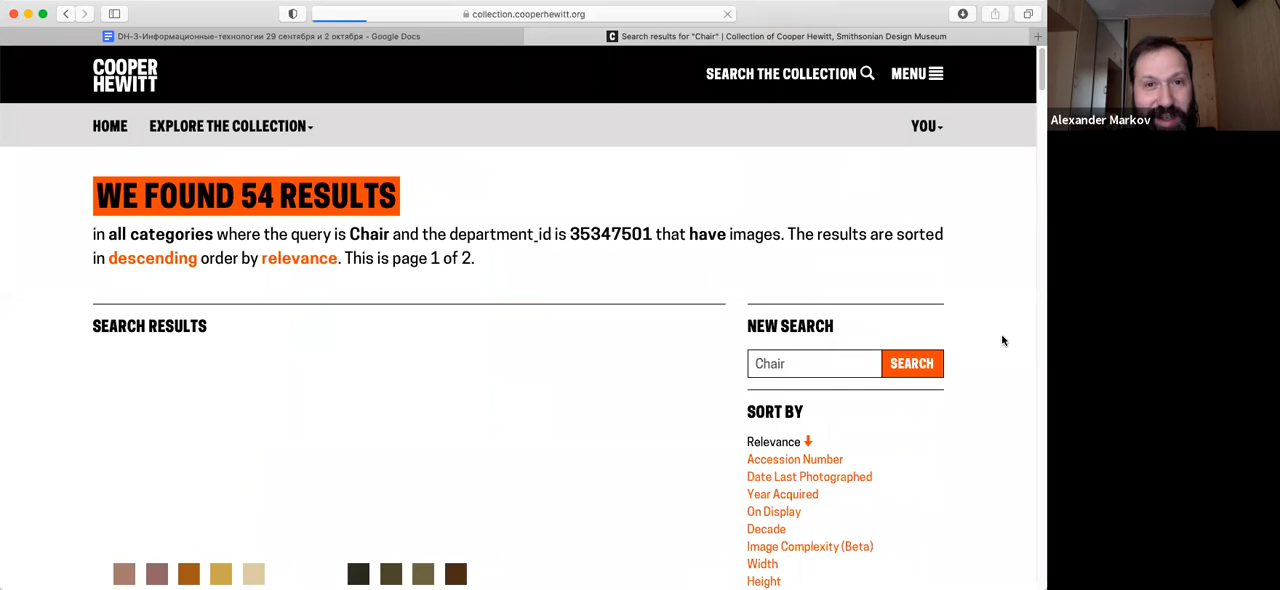 collection.cooperhewitt.org
DH-3-Информационные-технологии 29 сентября и 2 октября - Google Docs
C Search results for "Chair" | Collection of Cooper Hewitt, Smithsonian Design Museum
COOPER
HEWITT
SEARCH THE COLLECTION
MENU
Alexander Markov
HOME
EXPLORE THE COLLECTION
YOU
WE FOUND 54 RESULTS
in all categories where the query is Chair and the department_id is 35347501 that have images. The results are sorted
in descending order by relevance. This is page 1 of 2.
SEARCH RESULTS
NEW SEARCH
Chair
SEARCH
SORT BY
Relevance
Accession Number
Date Last Photographed
Year Acquired
On Display
Decade
Image Complexity (Beta)
Width
Height